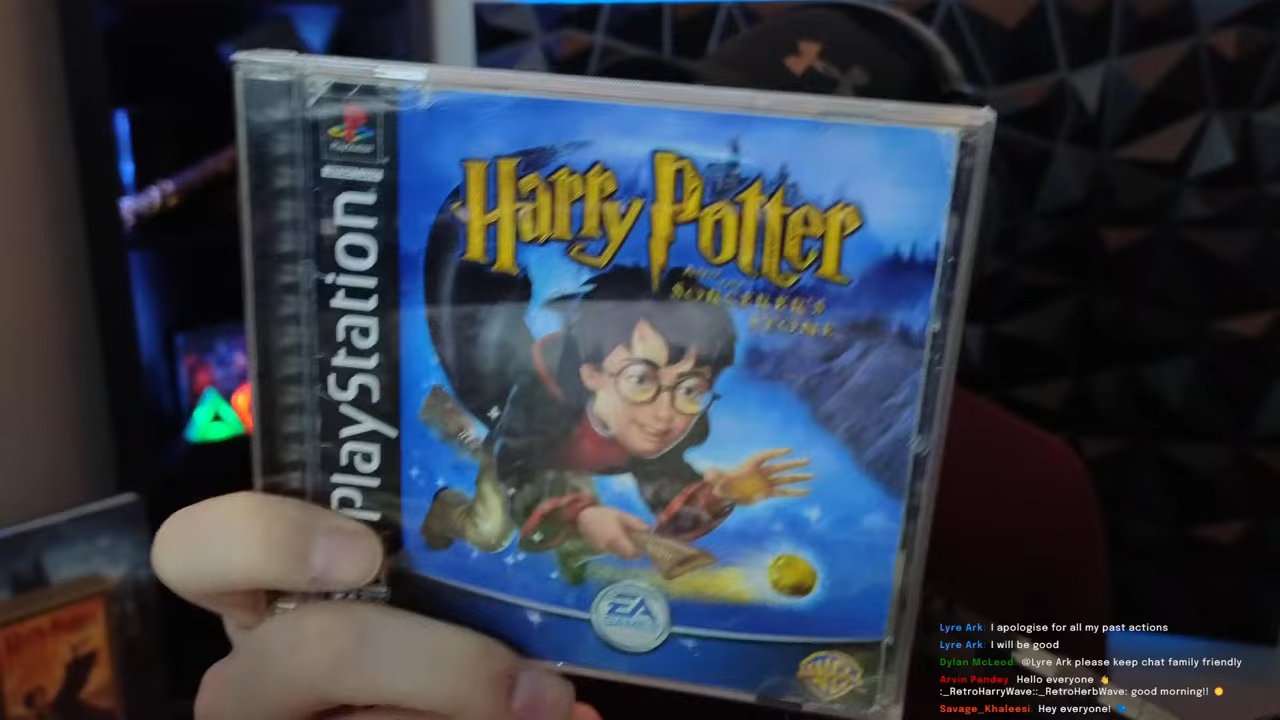 PlayStation
PlayStation
Harry Potter
AND THE
SORCERER'S
STONE
EA
GAMES
WB
Lyre Ark: I apologise for all my past actions
Lyre Ark: I will be good
Dylan McLeod: @Lyre Ark please keep chat family friendly
Arvin Pandey: Hello everyone 👋
:_RetroHarryWave::_RetroHerbWave: good morning!! 🌞
Savage_Khaleesi: Hey everyone! 💙